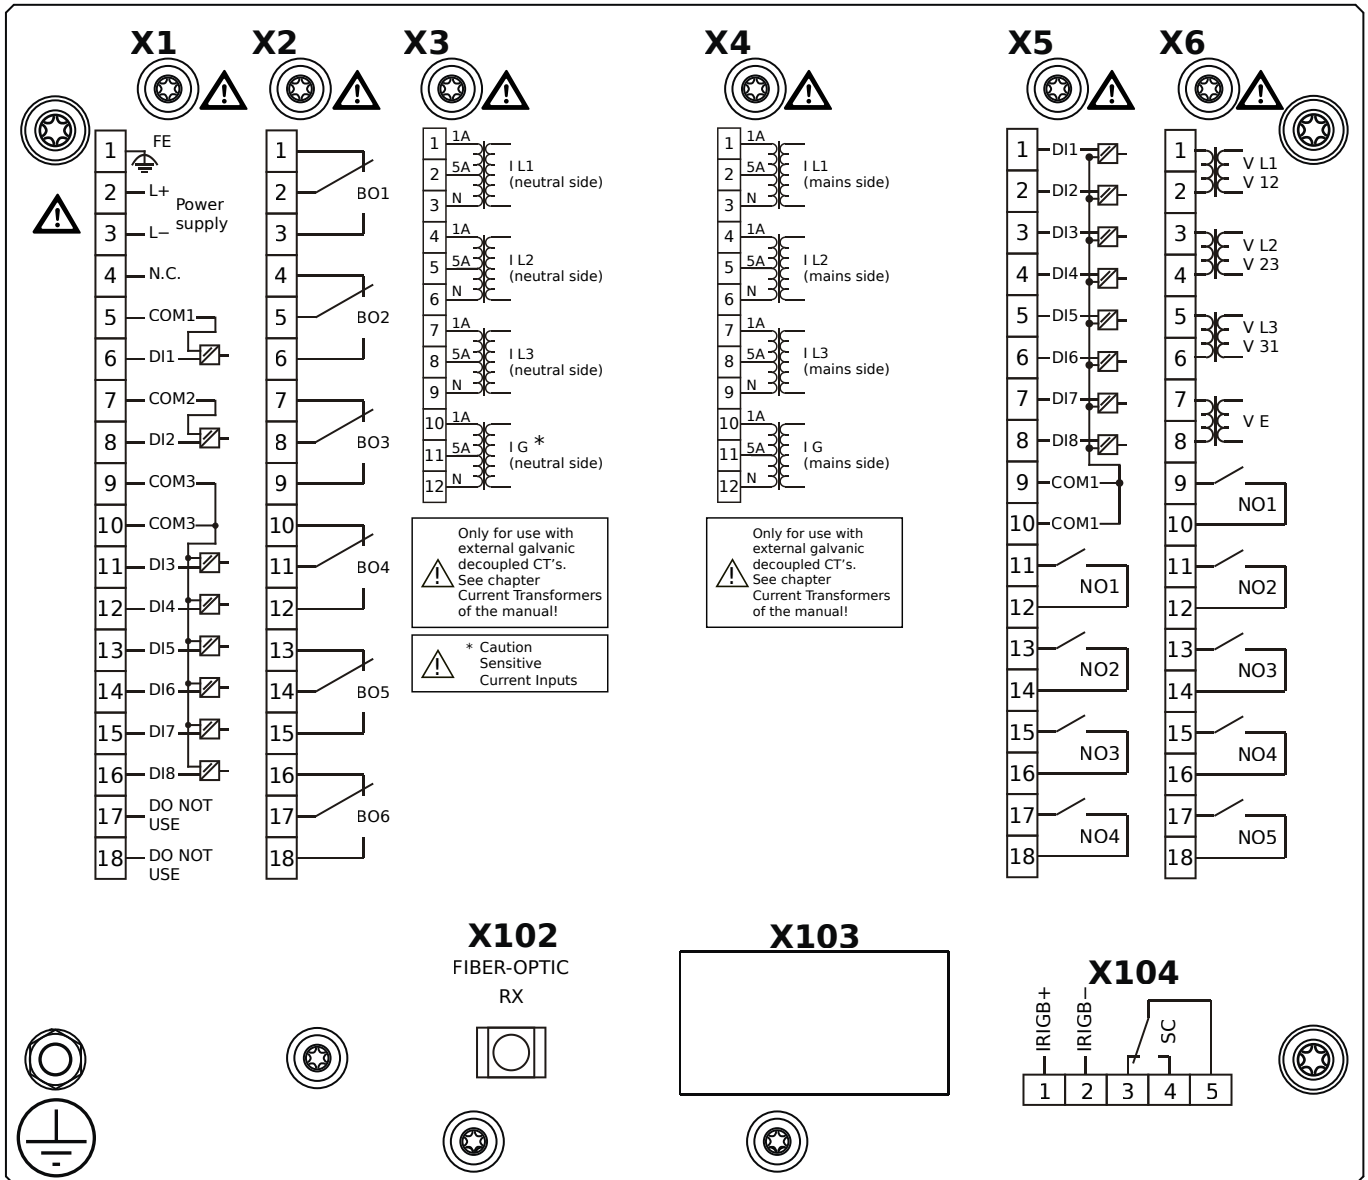 X1
1
FE
2
L+
Power
supply
3
L−
4
N.C.
5
COM1
6
DI1
7
COM2
8
DI2
9
COM3
10
COM3
11
DI3
12
DI4
13
DI5
14
DI6
15
DI7
16
DI8
17
DO NOT
USE
18
DO NOT
USE
X2
1
2
BO1
3
4
5
BO2
6
7
8
BO3
9
10
11
BO4
12
13
14
BO5
15
16
17
BO6
18
X3
1
1A
2
5A
I L1
(neutral side)
3
N
4
1A
5
5A
I L2
(neutral side)
6
N
7
1A
8
5A
I L3
(neutral side)
9
N
10
1A
11
5A
I G *
(neutral side)
12
N
Only for use with
external galvanic
decoupled CT’s.
See chapter
Current Transformers
of the manual!
* Caution
Sensitive
Current Inputs
X4
1
1A
2
5A
I L1
(mains side)
3
N
4
1A
5
5A
I L2
(mains side)
6
N
7
1A
8
5A
I L3
(mains side)
9
N
10
1A
11
5A
I G
(mains side)
12
N
Only for use with
external galvanic
decoupled CT’s.
See chapter
Current Transformers
of the manual!
X5
1
DI1
2
DI2
3
DI3
4
DI4
5
DI5
6
DI6
7
DI7
8
DI8
9
COM1
10
COM1
11
NO1
12
13
NO2
14
15
NO3
16
17
NO4
18
X6
1
V L1
V 12
2
3
V L2
V 23
4
5
V L3
V 31
6
7
V E
8
9
NO1
10
11
NO2
12
13
NO3
14
15
NO4
16
17
NO5
18
X102
FIBER-OPTIC
RX
X103
X104
IRIGB+
IRIGB−
SC
1 2 3 4 5